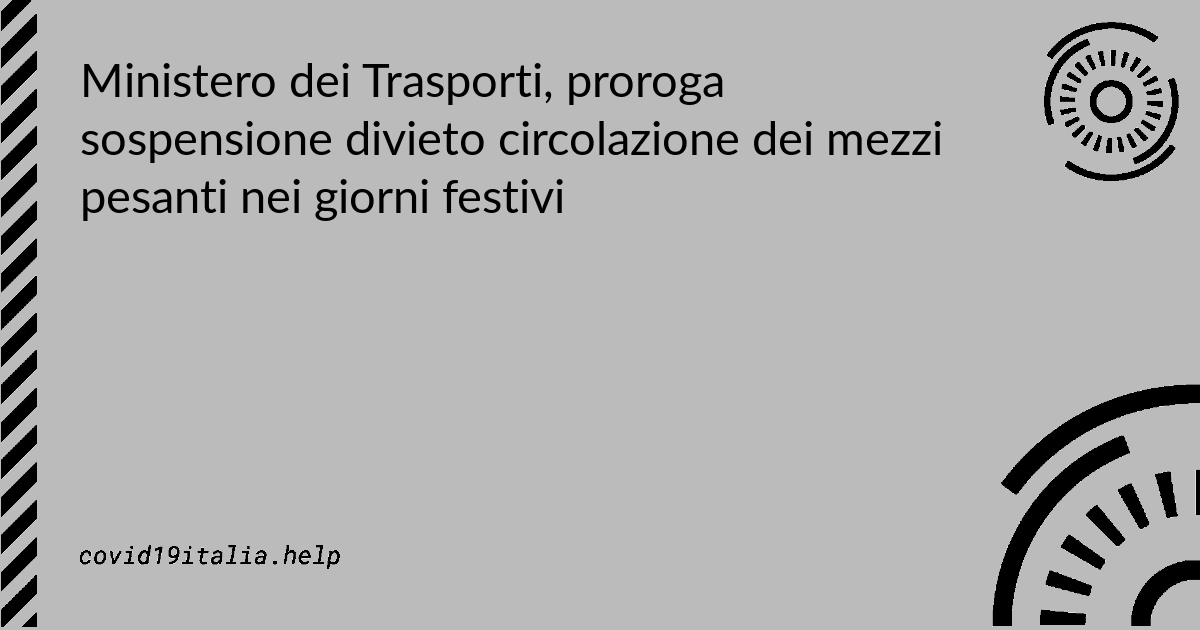 Ministero dei Trasporti, proroga
sospensione divieto circolazione dei mezzi
pesanti nei giorni festivi
covid19italia.help